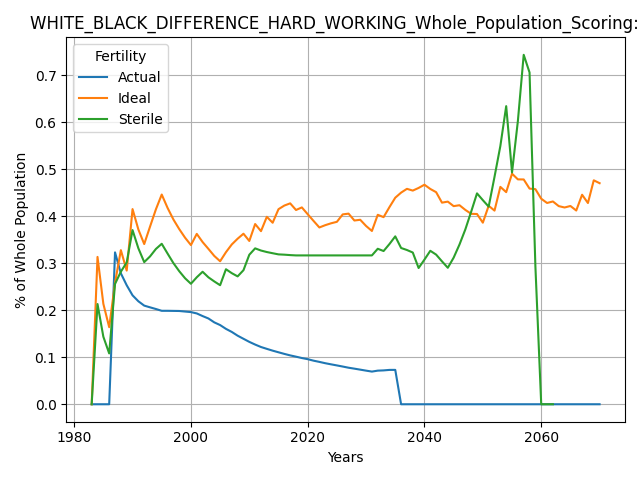 WHITE_BLACK_DIFFERENCE_HARD_WORKING_Whole_Population_Scoring:
Fertility
Actual
Ideal
Sterile
% of Whole Population
0.7
0.6
0.5
0.4
0.3
0.2
0.1
0.0
1980
2000
2020
2040
2060
Years